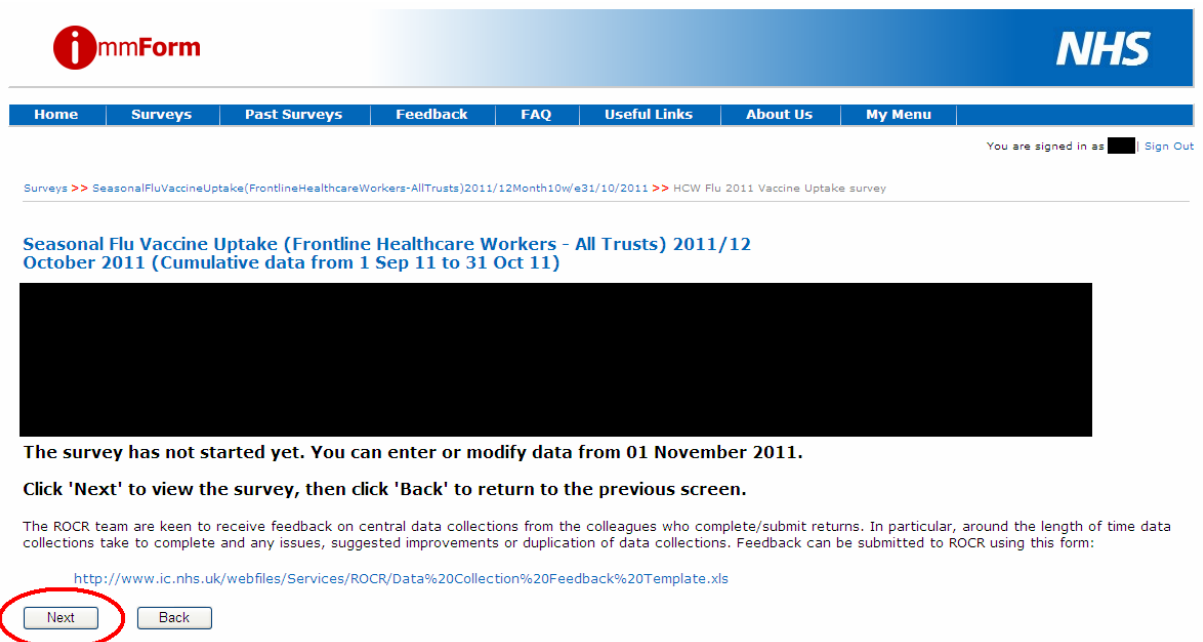 immForm
NHS
Home Surveys Past Surveys Feedback FAQ Useful Links About Us My Menu
You are signed in as | Sign Out
Surveys >> SeasonalFluVaccineUptake(FrontlineHealthcareWorkers-AllTrusts)2011/12Month10w/e31/10/2011 >> HCW Flu 2011 Vaccine Uptake survey
Seasonal Flu Vaccine Uptake (Frontline Healthcare Workers - All Trusts) 2011/12
October 2011 (Cumulative data from 1 Sep 11 to 31 Oct 11)
The survey has not started yet. You can enter or modify data from 01 November 2011.
Click 'Next' to view the survey, then click 'Back' to return to the previous screen.
The ROCR team are keen to receive feedback on central data collections from the colleagues who complete/submit returns. In particular, around the length of time data
collections take to complete and any issues, suggested improvements or duplication of data collections. Feedback can be submitted to ROCR using this form:
http://www.ic.nhs.uk/webfiles/Services/ROCR/Data%20Collection%20Feedback%20Template.xls
Next Back